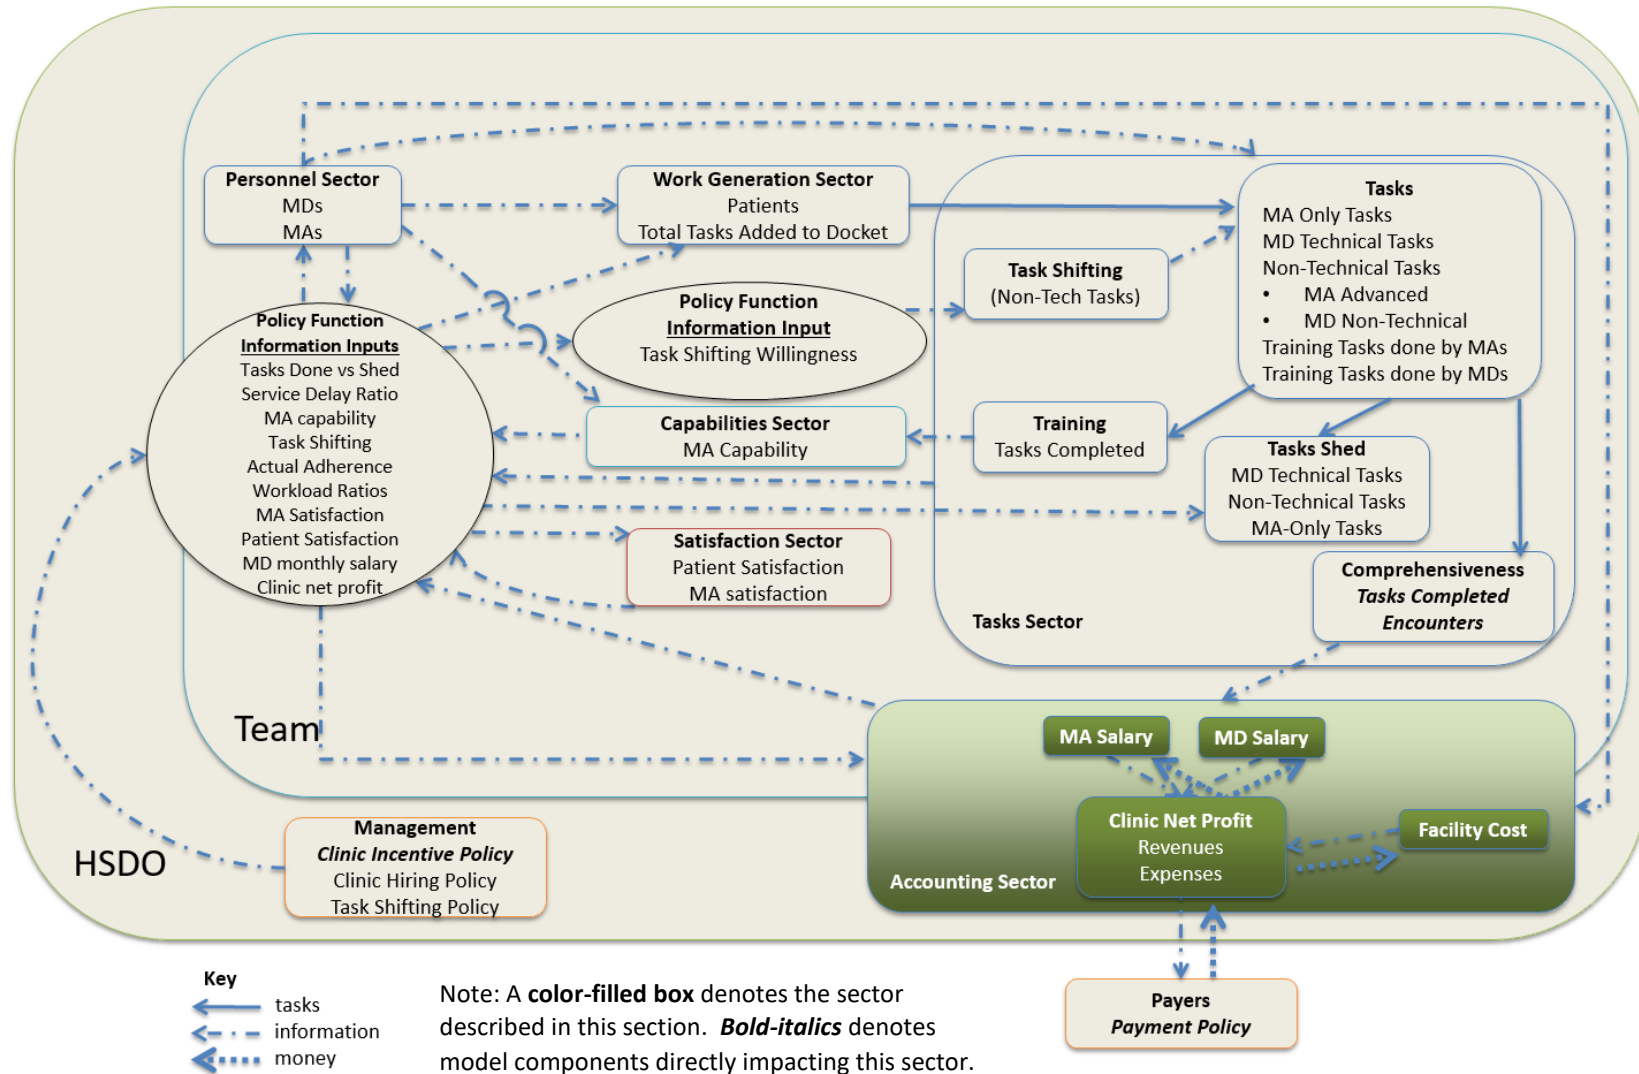 Personnel Sector
MDs
MAs
Work Generation Sector
Patients
Total Tasks Added to Docket
Tasks
MA Only Tasks
MD Technical Tasks
Non-Technical Tasks
• MA Advanced
• MD Non-Technical
Training Tasks done by MAs
Training Tasks done by MDs
Task Shifting
(Non-Tech Tasks)
Policy Function
Information Input
Task Shifting Willingness
Policy Function
Information Inputs
Tasks Done vs Shed
Service Delay Ratio
MA capability
Task Shifting
Actual Adherence
Workload Ratios
MA Satisfaction
Patient Satisfaction
MD monthly salary
Clinic net profit
Capabilities Sector
MA Capability
Training
Tasks Completed
Tasks Shed
MD Technical Tasks
Non-Technical Tasks
MA-Only Tasks
Satisfaction Sector
Patient Satisfaction
MA satisfaction
Comprehensiveness
Tasks Completed
Encounters
Tasks Sector
Team
MA Salary
MD Salary
Clinic Net Profit
Revenues
Expenses
Facility Cost
Accounting Sector
HSDO
Management
Clinic Incentive Policy
Clinic Hiring Policy
Task Shifting Policy
Payers
Payment Policy
Key
tasks
information
money
Note: A color-filled box denotes the sector
described in this section. Bold-italics denotes
model components directly impacting this sector.